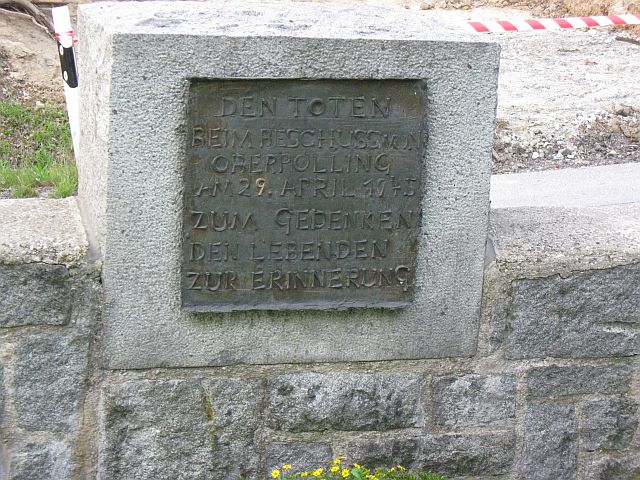 DEN TOTEN
BEIM BESCHUSS VON
OBERPOLLING
AM 29. APRIL 1945
ZUM GEDENKEN
DEN LEBENDEN
ZUR ERINNERUNG